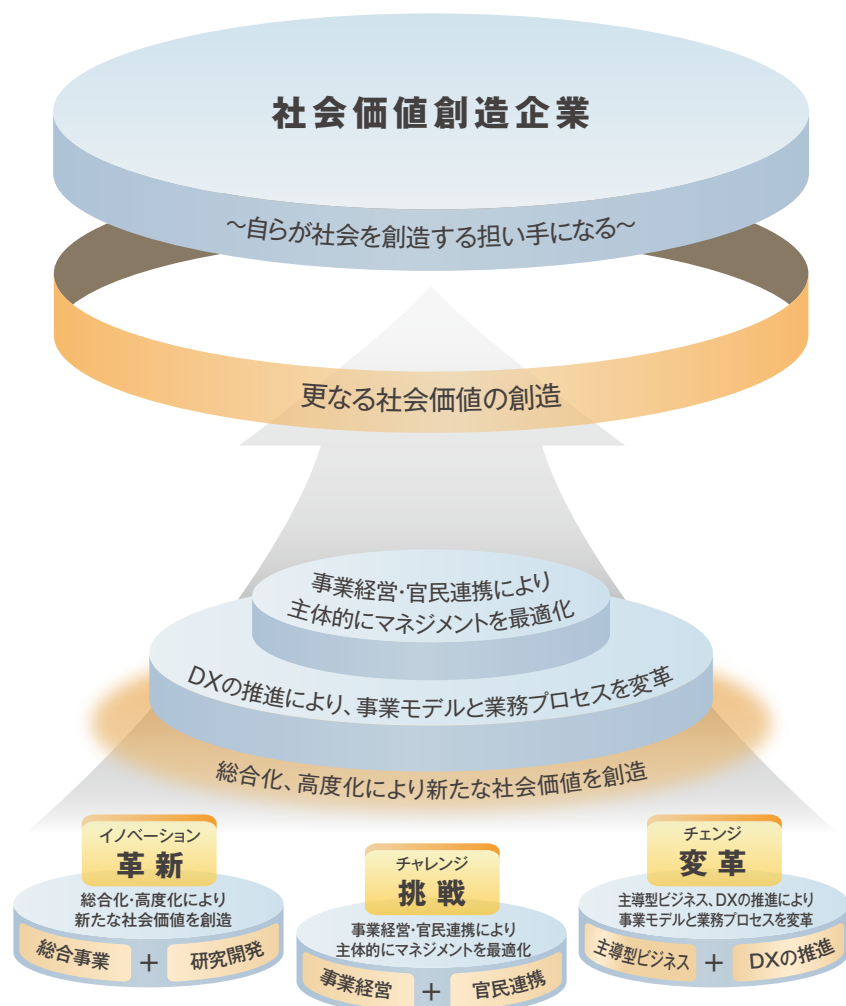 社会価値創造企業
～自らが社会を創造する担い手になる～
更なる社会価値の創造
事業経営・官民連携により
主体的にマネジメントを最適化
DXの推進により、事業モデルと業務プロセスを変革
総合化、高度化により新たな社会価値を創造
イノベーション
革新
総合化・高度化により
新たな社会価値を創造
総合事業
+
研究開発
チャレンジ
挑戦
事業経営・官民連携により
主体的にマネジメントを最適化
事業経営
+
官民連携
チェンジ
変革
主導型ビジネス、DXの推進により
事業モデルと業務プロセスを変革
主導型ビジネス
+
DXの推進